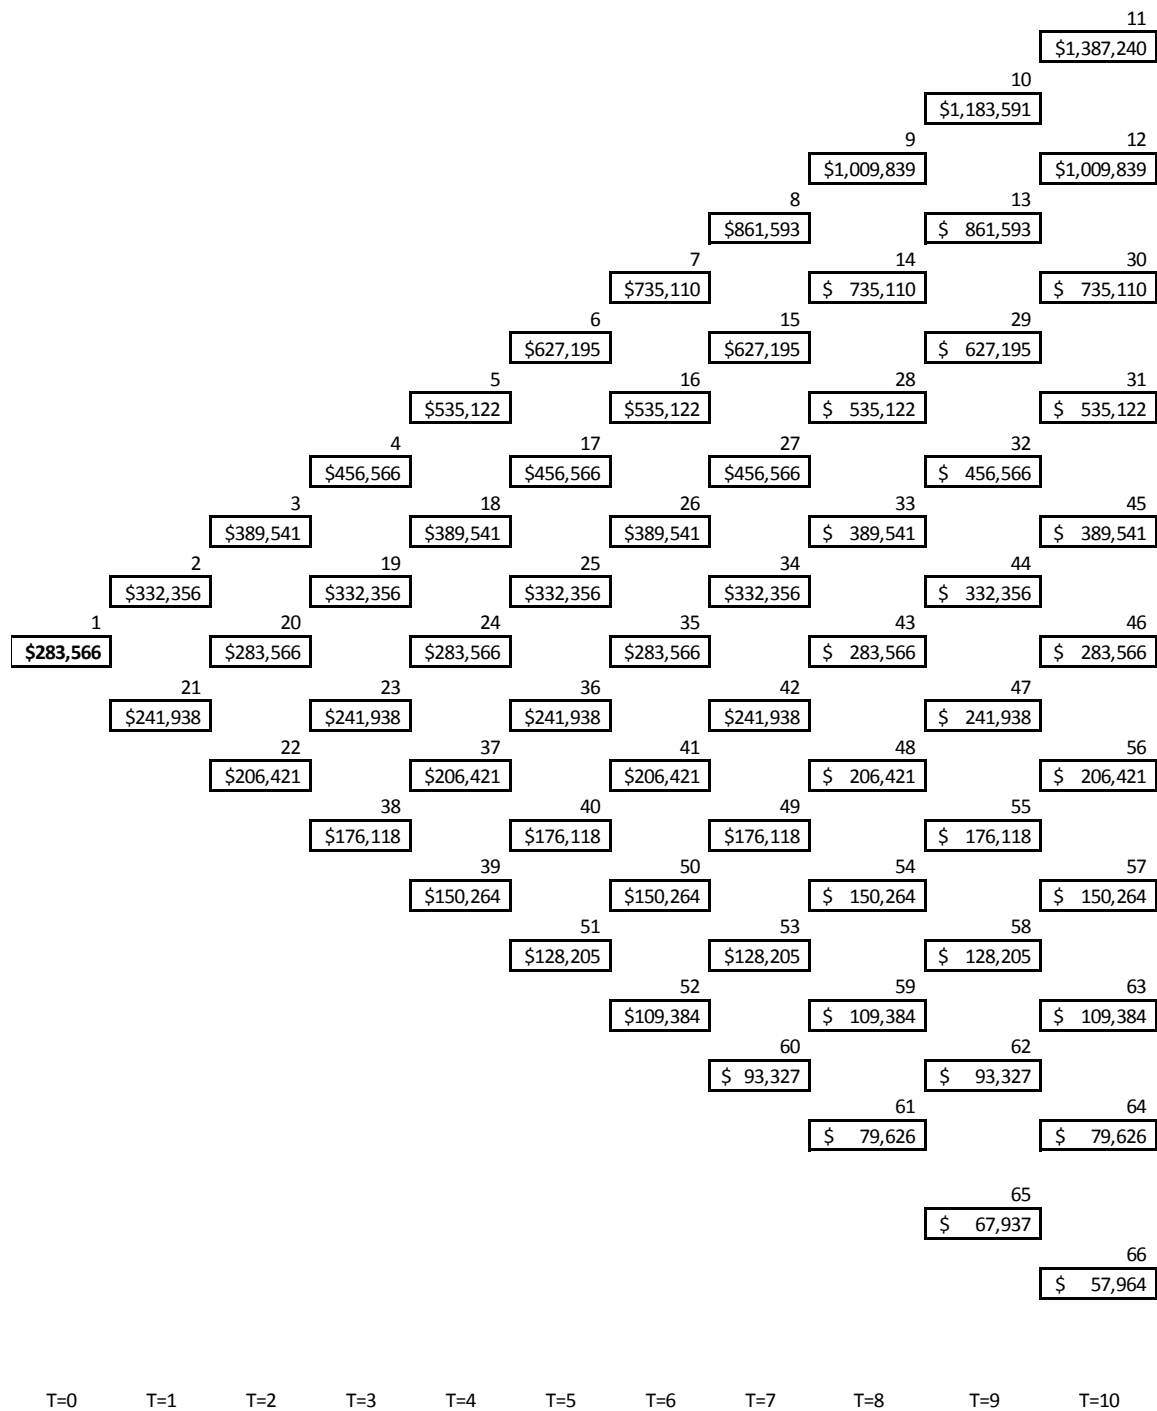 11
$1,387,240
10
$1,183,591
9 12
$1,009,839 $1,009,839
8 13
$861,593 $ 861,593
7 14 30
$735,110 $ 735,110 $ 735,110
6 15 29
$627,195 $627,195 $ 627,195
5 16 28 31
$535,122 $535,122 $ 535,122 $ 535,122
4 17 27 32
$456,566 $456,566 $456,566 $ 456,566
3 18 26 33 45
$389,541 $389,541 $389,541 $ 389,541 $ 389,541
2 19 25 34 44
$332,356 $332,356 $332,356 $332,356 $ 332,356
1 20 24 35 43 46
$283,566 $283,566 $283,566 $283,566 $ 283,566 $ 283,566
21 23 36 42 47
$241,938 $241,938 $241,938 $241,938 $ 241,938
22 37 41 48 56
$206,421 $206,421 $206,421 $ 206,421 $ 206,421
38 40 49 55
$176,118 $176,118 $176,118 $ 176,118
39 50 54 57
$150,264 $150,264 $ 150,264 $ 150,264
51 53 58
$128,205 $128,205 $ 128,205
52 59 63
$109,384 $ 109,384 $ 109,384
60 62
$ 93,327 $ 93,327
61 64
$ 79,626 $ 79,626
65
$ 67,937
66
$ 57,964
T=0 T=1 T=2 T=3 T=4 T=5 T=6 T=7 T=8 T=9 T=10